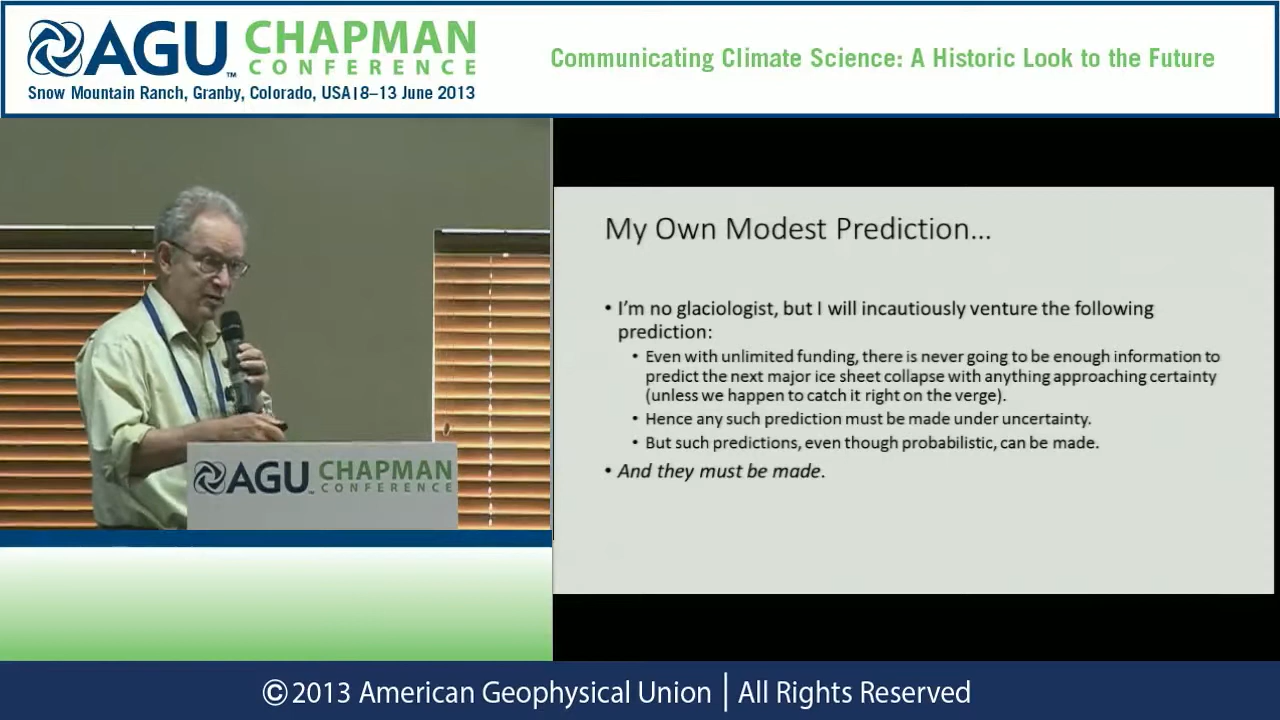 AGU CHAPMAN
CONFERENCE
Snow Mountain Ranch, Granby, Colorado, USA|8–13 June 2013
Communicating Climate Science: A Historic Look to the Future
My Own Modest Prediction…
• I'm no glaciologist, but I will incautiously venture the following
prediction:
• Even with unlimited funding, there is never going to be enough information to
predict the next major ice sheet collapse with anything approaching certainty
(unless we happen to catch it right on the verge).
• Hence any such prediction must be made under uncertainty.
• But such predictions, even though probabilistic, can be made.
• And they must be made.
AGU CHAPMAN
CONFERENCE
©2013 American Geophysical Union | All Rights Reserved